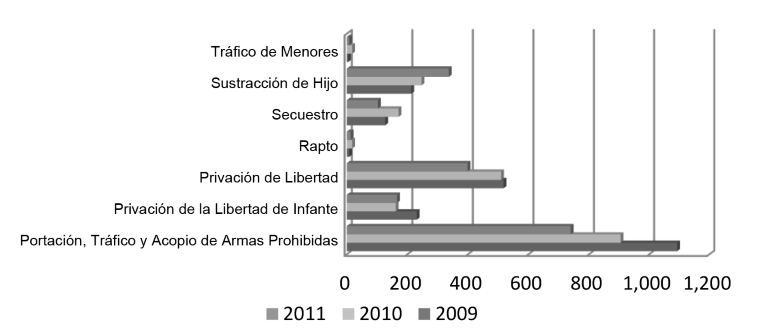 Tráfico de Menores
Sustracción de Hijo
Secuestro
Rapto
Privación de Libertad
Privación de la Libertad de Infante
Portación, Tráfico y Acopio de Armas Prohibidas
0 200 400 600 800 1,000 1,200
2011 2010 2009